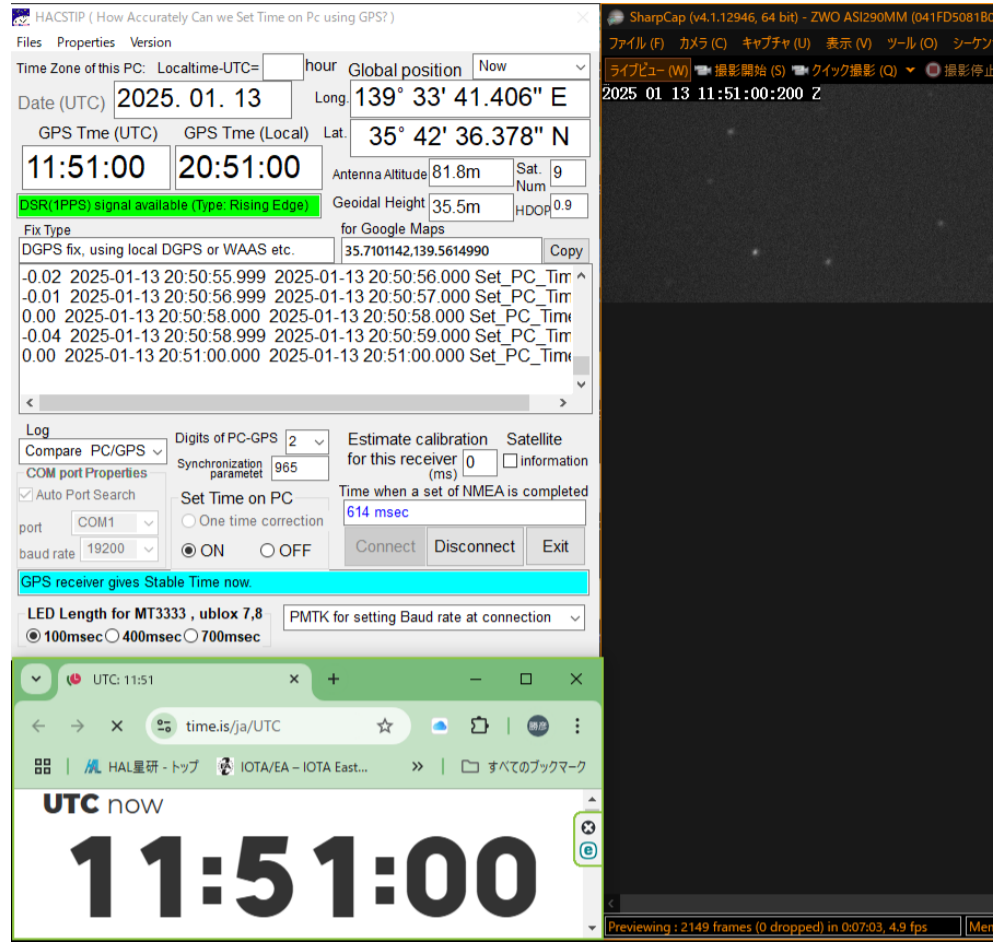 HACSTIP ( How Accurately Can we Set Time on Pc using GPS? )
Files Properties Version
Time Zone of this PC: Localtime-UTC= hour
Global position Now
Date (UTC) 2025. 01. 13
Long. 139° 33' 41.406" E
GPS Tme (UTC) GPS Tme (Local)
Lat. 35° 42' 36.378" N
11:51:00 20:51:00
Antenna Altitude 81.8m Sat. Num 9
DSR(1PPS) signal available (Type: Rising Edge)
Geoidal Height 35.5m HDOP 0.9
Fix Type
for Google Maps
DGPS fix, using local DGPS or WAAS etc.
35.7101142,139.5614990 Copy
-0.02 2025-01-13 20:50:55.999 2025-01-13 20:50:56.000 Set_PC_Tim
-0.01 2025-01-13 20:50:56.999 2025-01-13 20:50:57.000 Set_PC_Tim
0.00 2025-01-13 20:50:58.000 2025-01-13 20:50:58.000 Set_PC_Tim
-0.04 2025-01-13 20:50:58.999 2025-01-13 20:50:59.000 Set_PC_Tim
0.00 2025-01-13 20:51:00.000 2025-01-13 20:51:00.000 Set_PC_Tim
Log
Compare PC/GPS
Digits of PC-GPS 2
Synchronization parametet 965
Estimate calibration for this receiver (ms) 0
Satellite information
COM port Properties
Auto Port Search
port COM1
baud rate 19200
Set Time on PC
One time correction
ON OFF
Time when a set of NMEA is completed
614 msec
Connect Disconnect Exit
GPS receiver gives Stable Time now.
LED Length for MT3333 , ublox 7,8
100msec 400msec 700msec
PMTK for setting Baud rate at connection
UTC: 11:51
time.is/ja/UTC
勝彦
HAL星研 - トップ IOTA/EA – IOTA East... » すべてのブックマーク
UTC now
11:51:00
SharpCap (v4.1.12946, 64 bit) - ZWO ASI290MM (041FD5081B0
ファイル (F) カメラ (C) キャプチャ (U) 表示 (V) ツール (O) シーケン
ライブビュー (W) 撮影開始 (S) クイック撮影 (Q) 撮影停止
2025 01 13 11:51:00:200 Z
Previewing : 2149 frames (0 dropped) in 0:07:03, 4.9 fps Mem